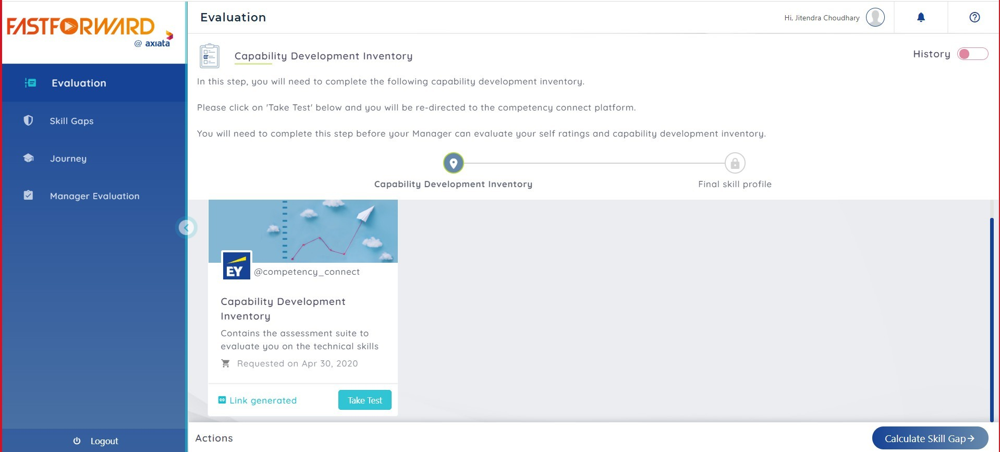 FASTFORWARD
@ axiata
Evaluation
Skill Gaps
Journey
Manager Evaluation
Logout
Evaluation
Hi, Jitendra Choudhary
Capability Development Inventory
History
In this step, you will need to complete the following capability development inventory.
Please click on 'Take Test' below and you will be re-directed to the competency connect platform.
You will need to complete this step before your Manager can evaluate your self ratings and capability development inventory.
Capability Development Inventory
Final skill profile
EY
@competency_connect
Capability Development
Inventory
Contains the assessment suite to
evaluate you on the technical skills
Requested on Apr 30, 2020
Link generated
Take Test
Actions
Calculate Skill Gap